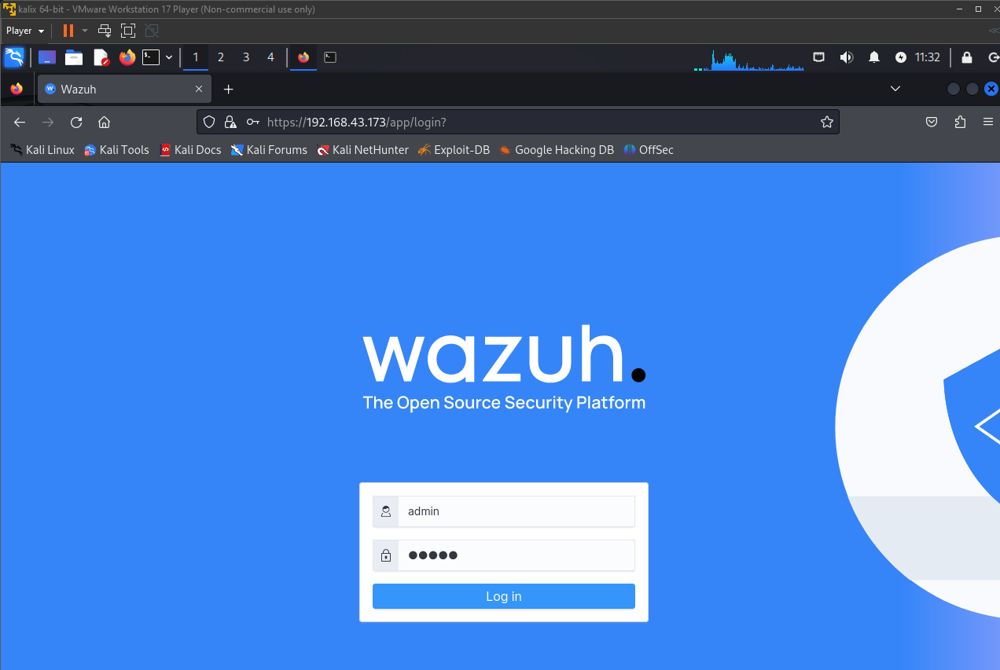 kalix 64-bit - VMware Workstation 17 Player (Non-commercial use only)
Player
1 2 3 4 11:32
Wazuh
https://192.168.43.173/app/login?
Kali Linux Kali Tools Kali Docs Kali Forums Kali NetHunter Exploit-DB Google Hacking DB OffSec
wazuh.
The Open Source Security Platform
admin
●●●●●
Log in